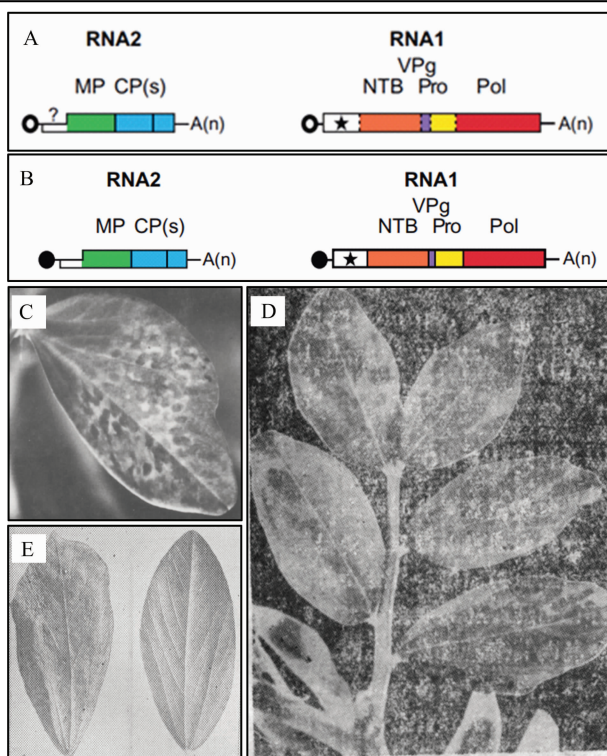 A
RNA2
RNA1
VPg
MP CP(s)
NTB Pro Pol
?
A(n)
A(n)
B
RNA2
RNA1
VPg
MP CP(s)
NTB Pro Pol
A(n)
A(n)
C
D
E